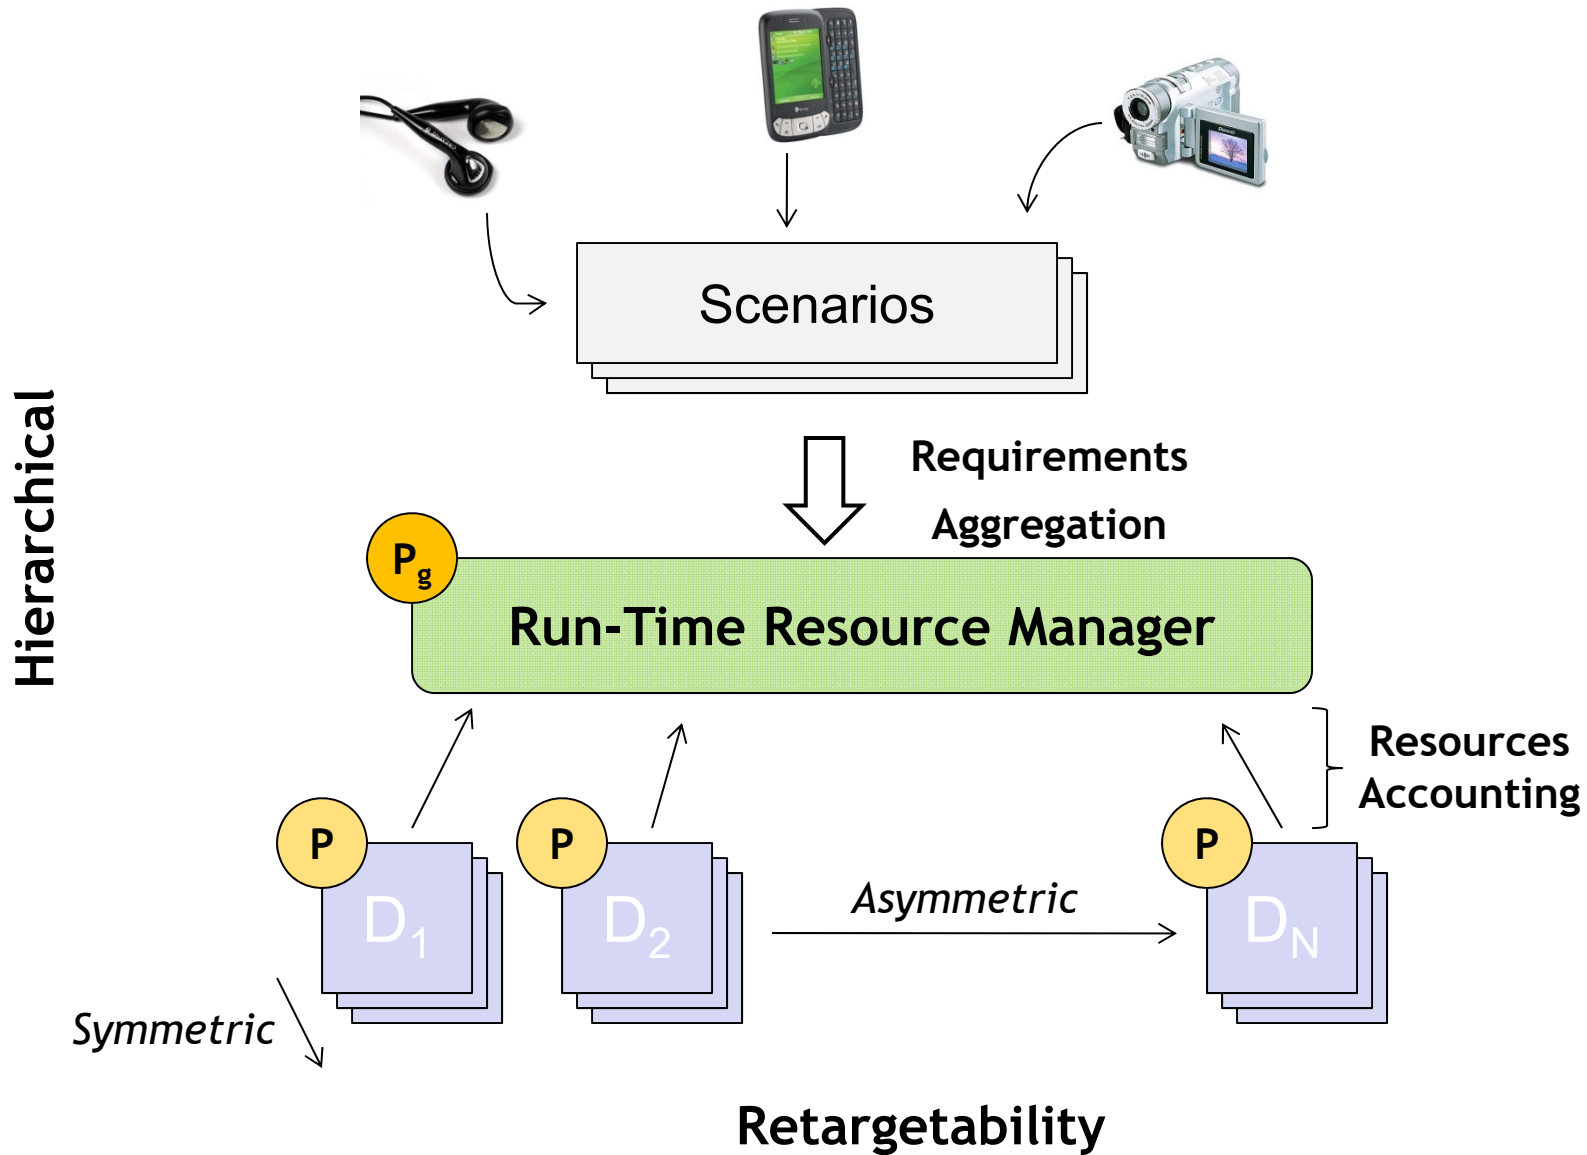 Scenarios
Requirements
Aggregation
Hierarchical
Pg
Run-Time Resource Manager
Resources
Accounting
P
P
P
D1
D2
Asymmetric
DN
Symmetric
Retargetability